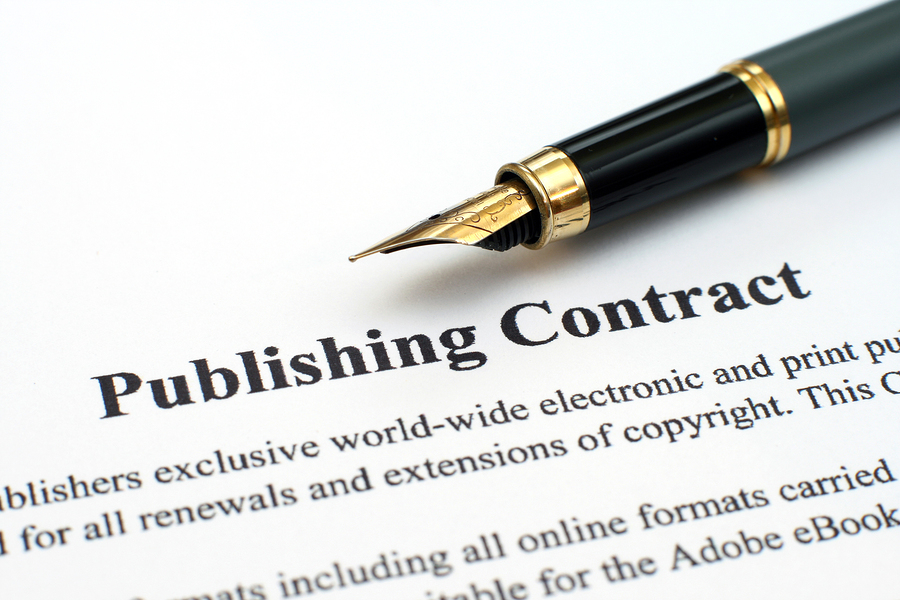 Publishing Contract
blishers exclusive world-wide electronic and print pu
for all renewals and extensions of copyright. This C
rmats including all online formats carried
itable for the Adobe eBook